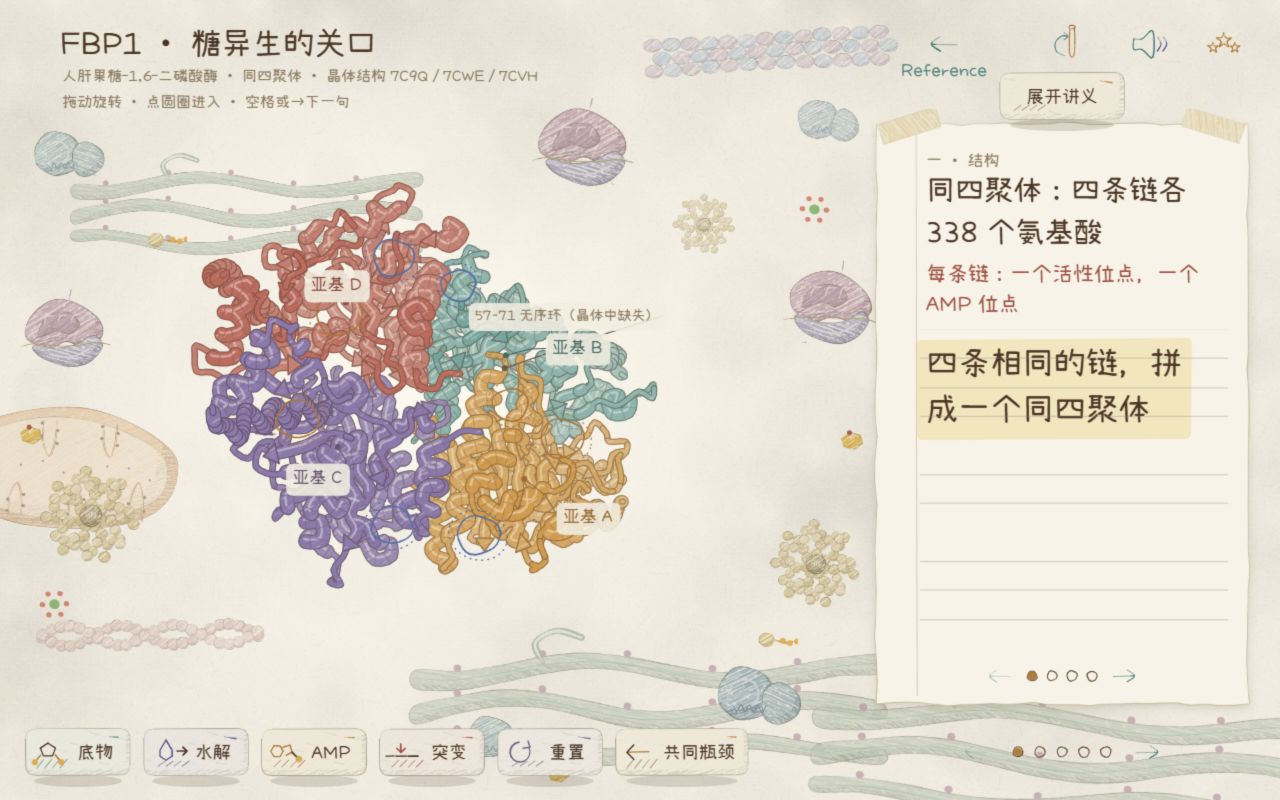 FBP1 • 糖异生的关口
人肝果糖-1,6-二磷酸酶 • 同四聚体 • 晶体结构 7C9Q / 7CWE / 7CVH
拖动旋转 • 点圆圈进入 • 空格或→下一句
Reference
展开讲义
一 • 结构
同四聚体：四条链各
338 个氨基酸
每条链：一个活性位点，一个
AMP 位点
四条相同的链，拼
成一个同四聚体
亚基 D
57-71 无序环（晶体中缺失）
亚基 B
亚基 C
亚基 A
底物
水解
AMP
突变
重置
共同瓶颈